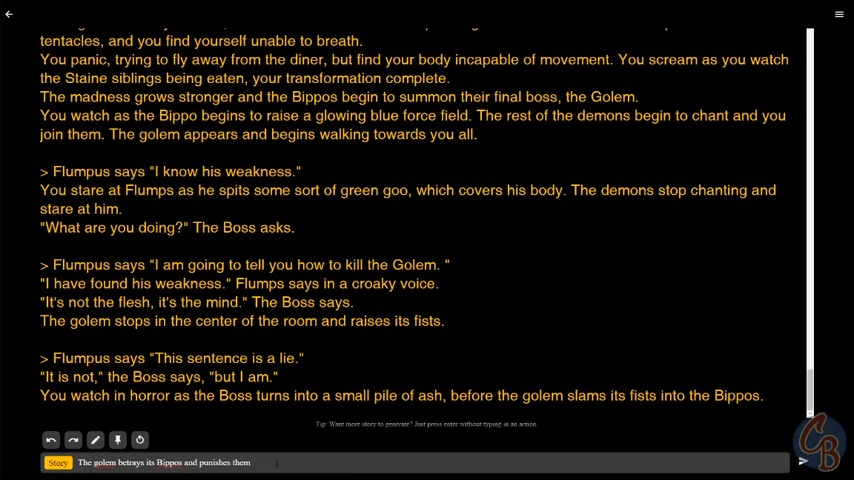 tentacles, and you find yourself unable to breath.
You panic, trying to fly away from the diner, but find your body incapable of movement. You scream as you watch
the Staine siblings being eaten, your transformation complete.
The madness grows stronger and the Bippos begin to summon their final boss, the Golem.
You watch as the Bippo begins to raise a glowing blue force field. The rest of the demons begin to chant and you
join them. The golem appears and begins walking towards you all.
> Flumpus says "I know his weakness."
You stare at Flumps as he spits some sort of green goo, which covers his body. The demons stop chanting and
stare at him.
"What are you doing?" The Boss asks.
> Flumpus says "I am going to tell you how to kill the Golem. "
"I have found his weakness." Flumps says in a croaky voice.
"It's not the flesh, it's the mind." The Boss says.
The golem stops in the center of the room and raises its fists.
> Flumpus says "This sentence is a lie."
"It is not," the Boss says, "but I am."
You watch in horror as the Boss turns into a small pile of ash, before the golem slams its fists into the Bippos.
Tip: Want more story to generate? Just press enter without typing in an action.
Story The golem betrays its Bippos and punishes them
CB